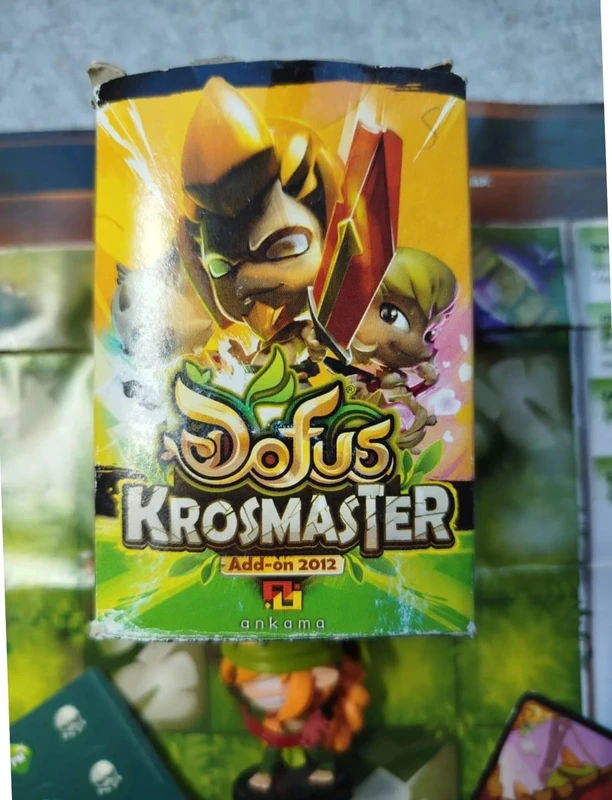 Dofus
KROSMASTER
Add-on 2012
ankama